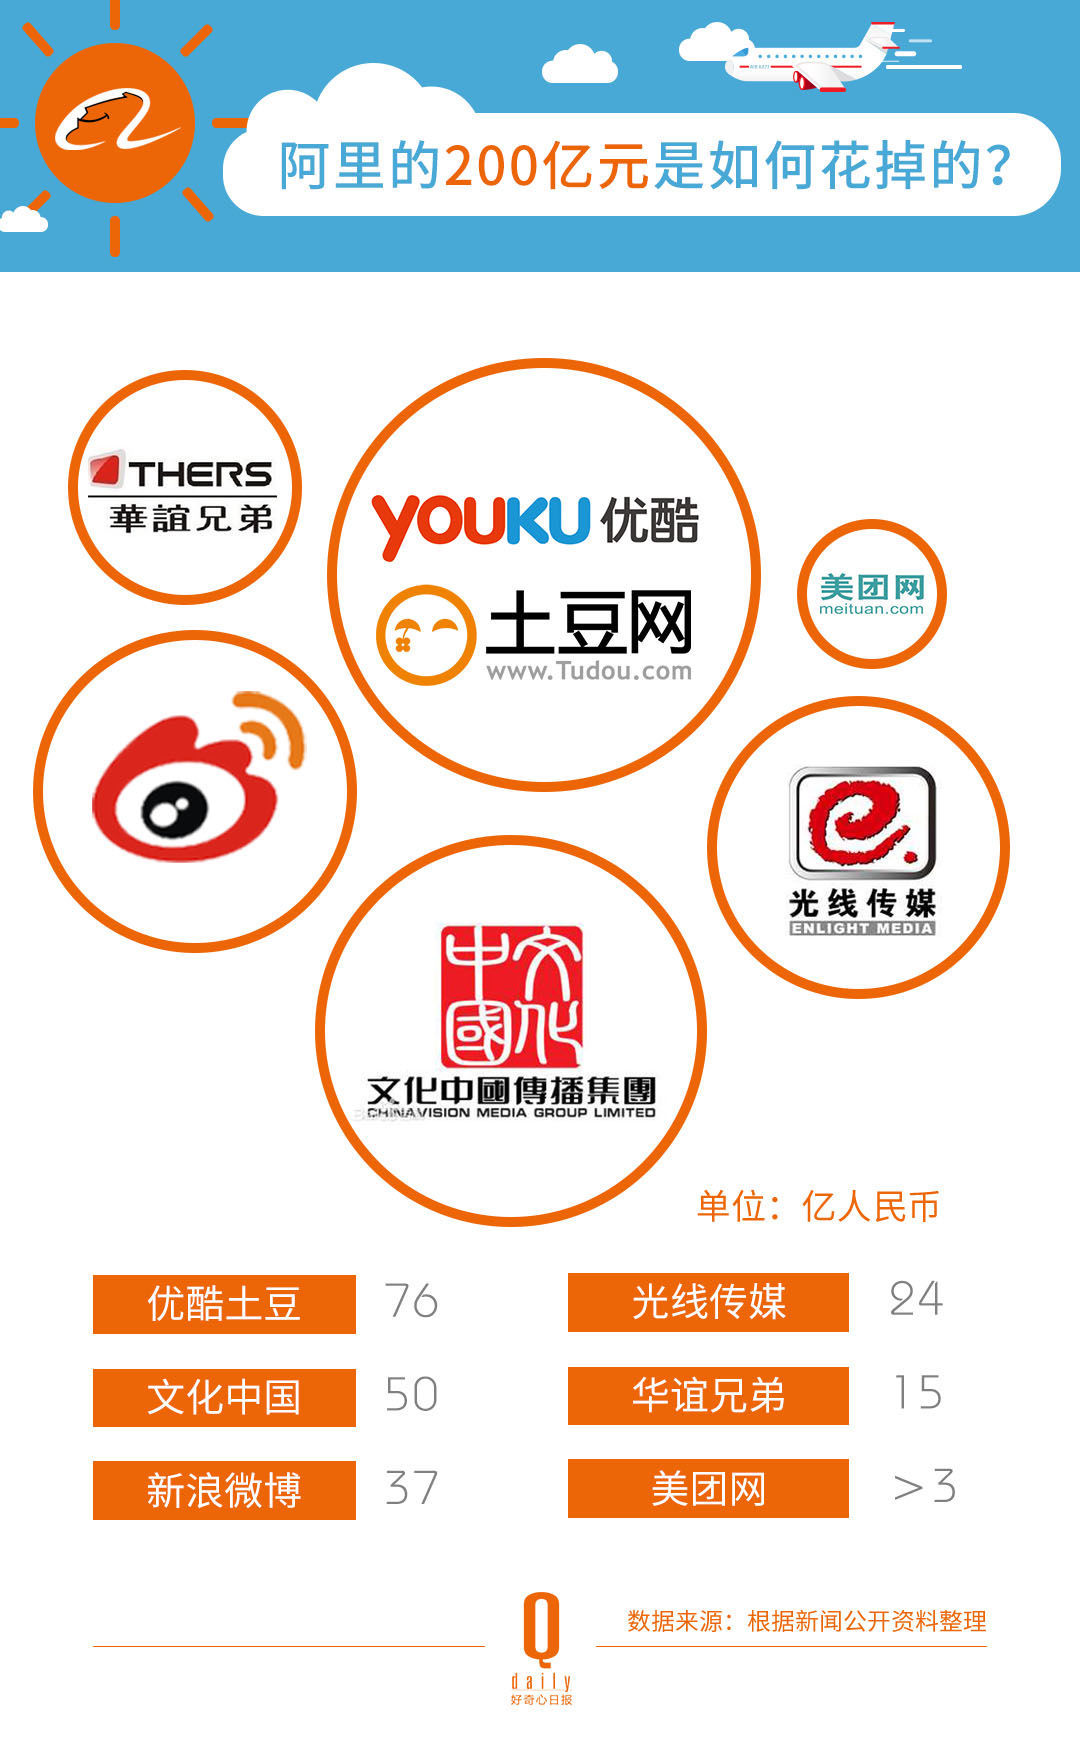 阿里的200亿元是如何花掉的?
THERS
華誼兄弟
YOUKU优酷
土豆网
www.Tudou.com
美团网
meituan.com
光线传媒
ENLIGHT MEDIA
中文
國化
文化中國傳播集團
CHINAVISION MEDIA GROUP LIMITED
单位：亿人民币
优酷土豆 76 光线传媒 24
文化中国 50 华谊兄弟 15
新浪微博 37 美团网 >3
数据来源：根据新闻公开资料整理
Q
daily
好奇心日报